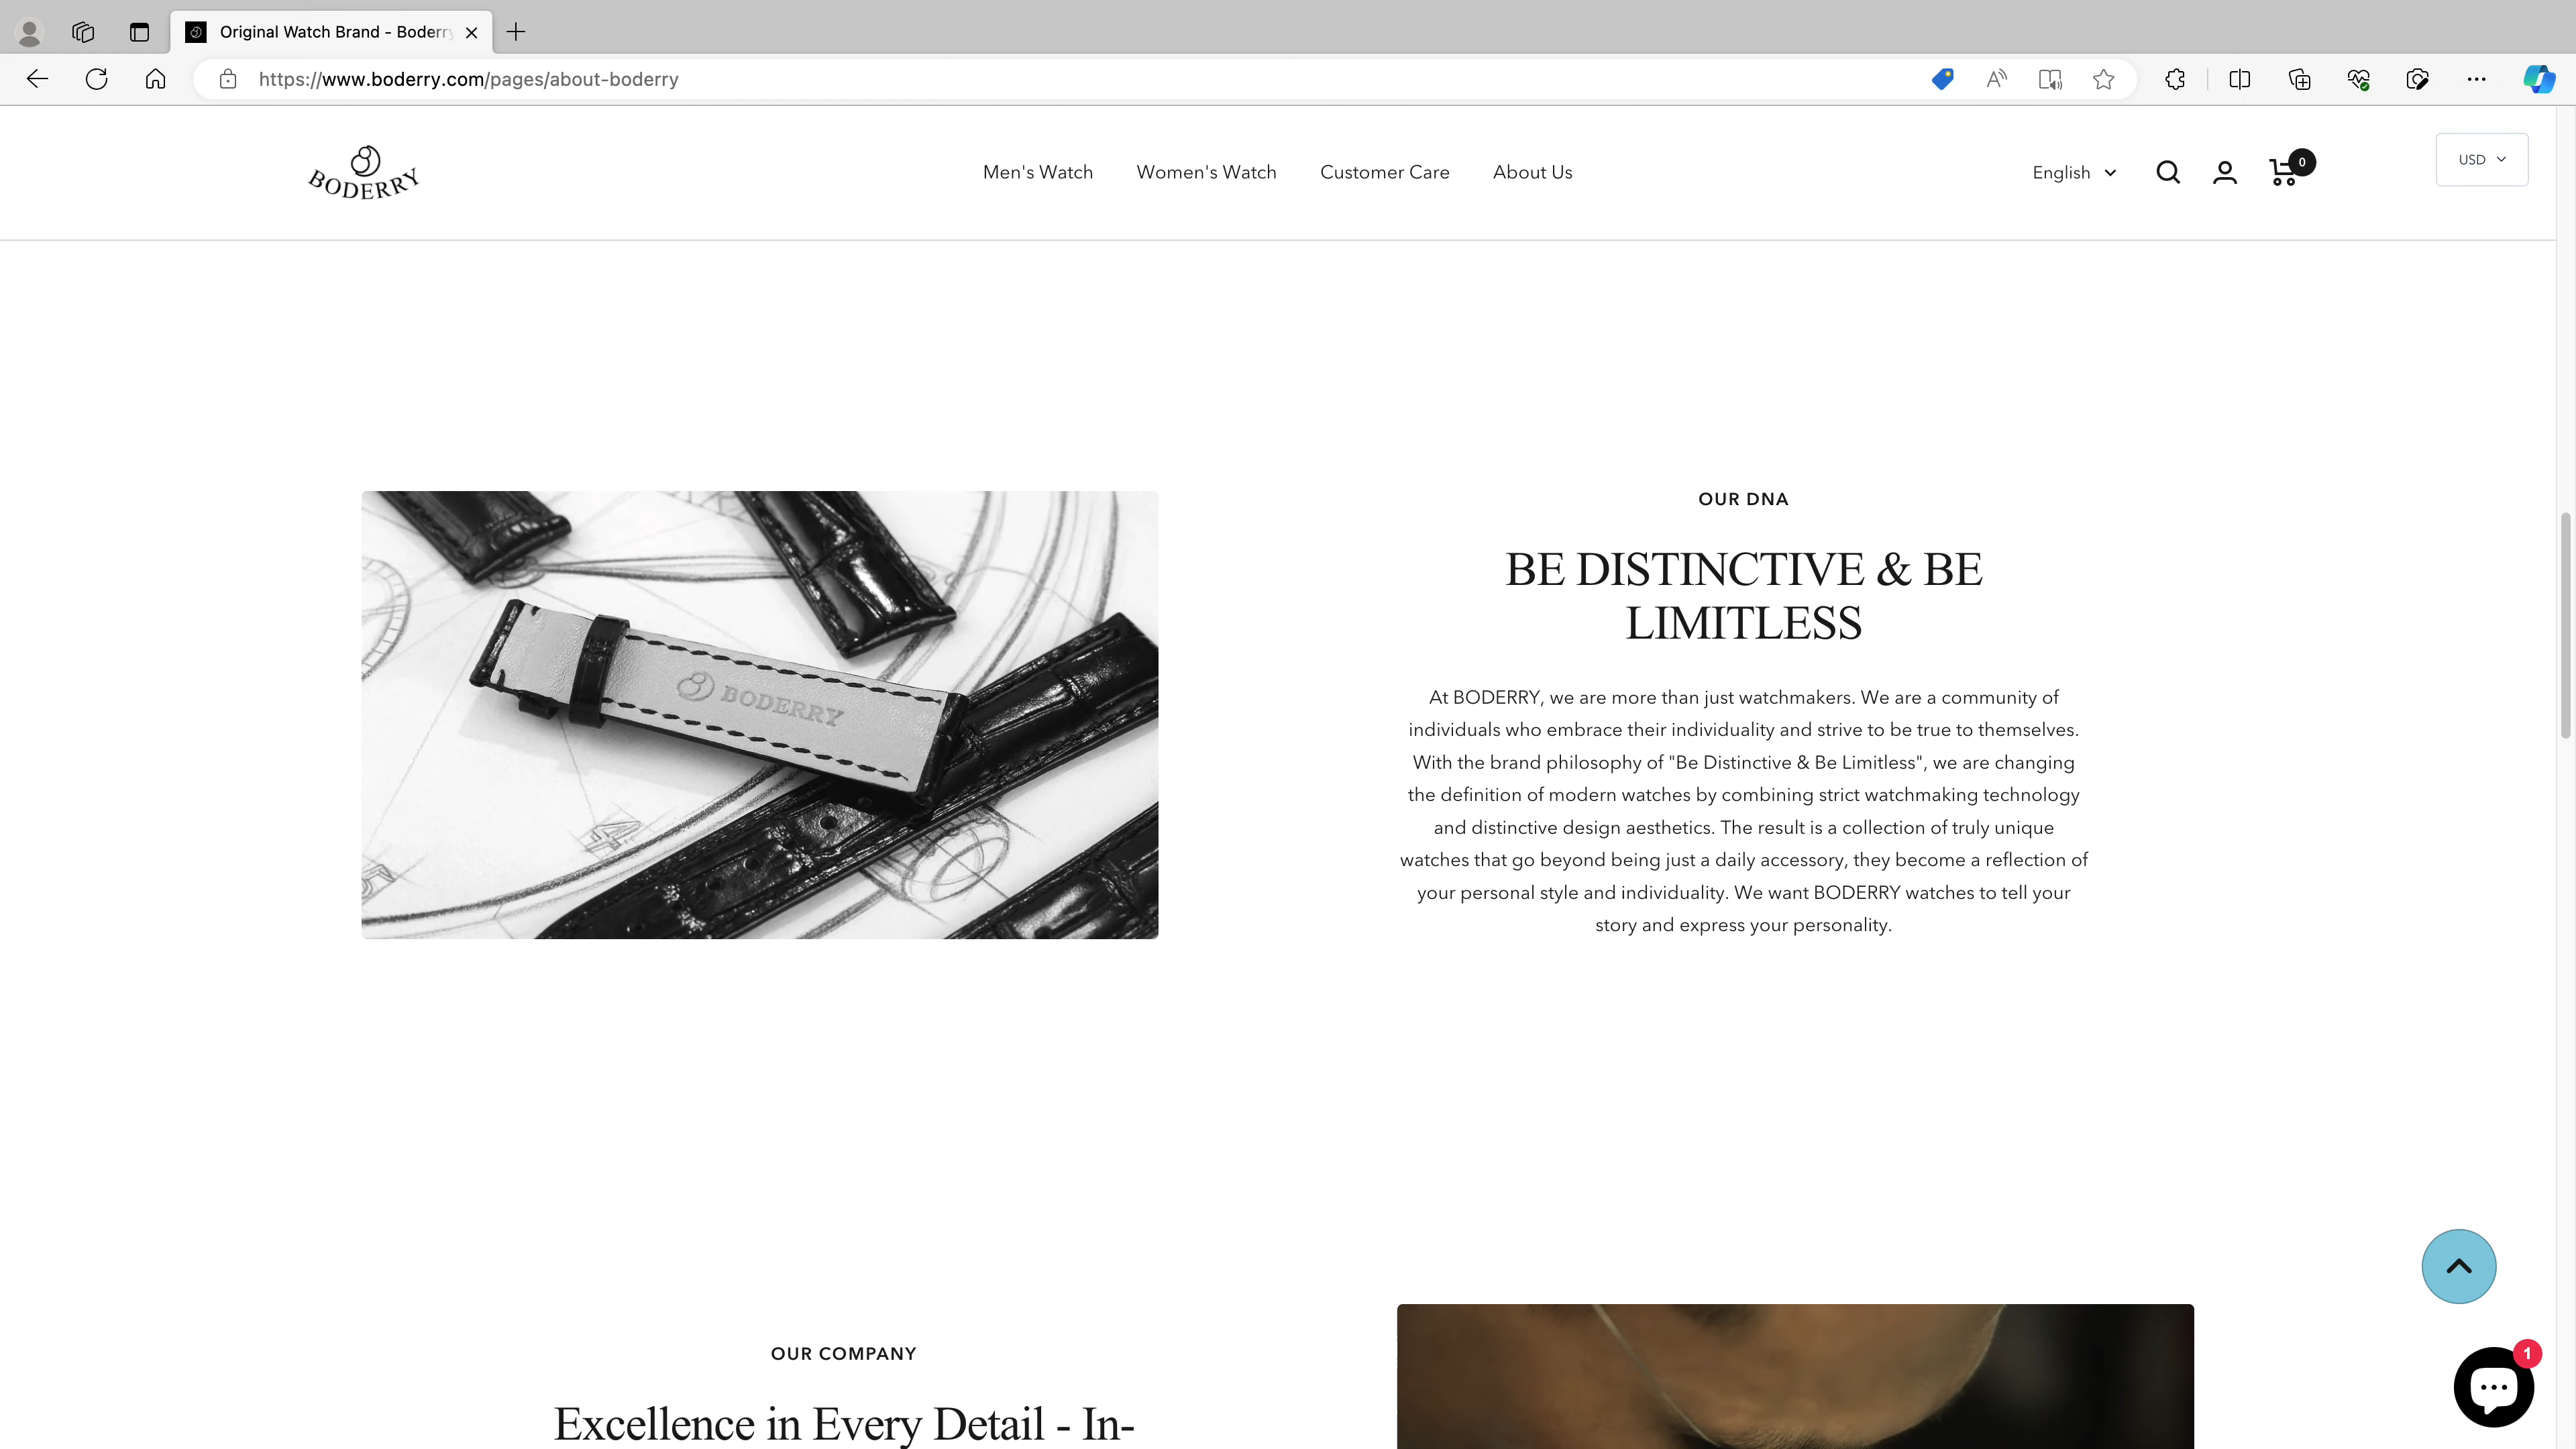 Original Watch Brand - Boderry
https://www.boderry.com/pages/about-boderry
BODERRY
Men's Watch
Women's Watch
Customer Care
About Us
English
0
USD
OUR DNA
BE DISTINCTIVE & BE
LIMITLESS
At BODERRY, we are more than just watchmakers. We are a community of
individuals who embrace their individuality and strive to be true to themselves.
With the brand philosophy of "Be Distinctive & Be Limitless", we are changing
the definition of modern watches by combining strict watchmaking technology
and distinctive design aesthetics. The result is a collection of truly unique
watches that go beyond being just a daily accessory, they become a reflection of
your personal style and individuality. We want BODERRY watches to tell your
story and express your personality.
BODERRY
4
5
OUR COMPANY
Excellence in Every Detail - In-
1